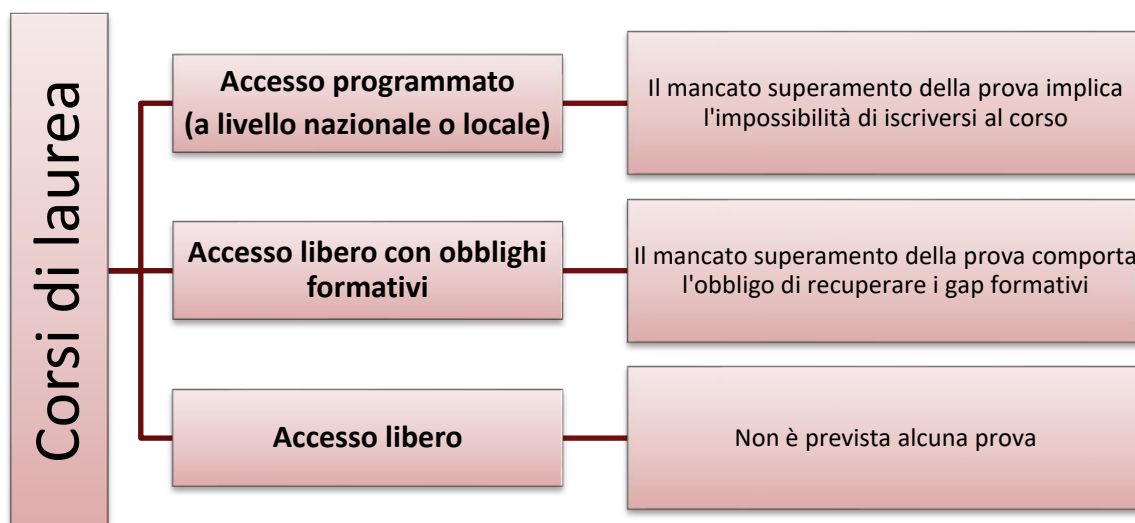 Corsi di laurea
Accesso programmato
(a livello nazionale o locale)
Il mancato superamento della prova implica
l'impossibilità di iscriversi al corso
Accesso libero con obblighi
formativi
Il mancato superamento della prova comporta
l'obbligo di recuperare i gap formativi
Accesso libero
Non è prevista alcuna prova